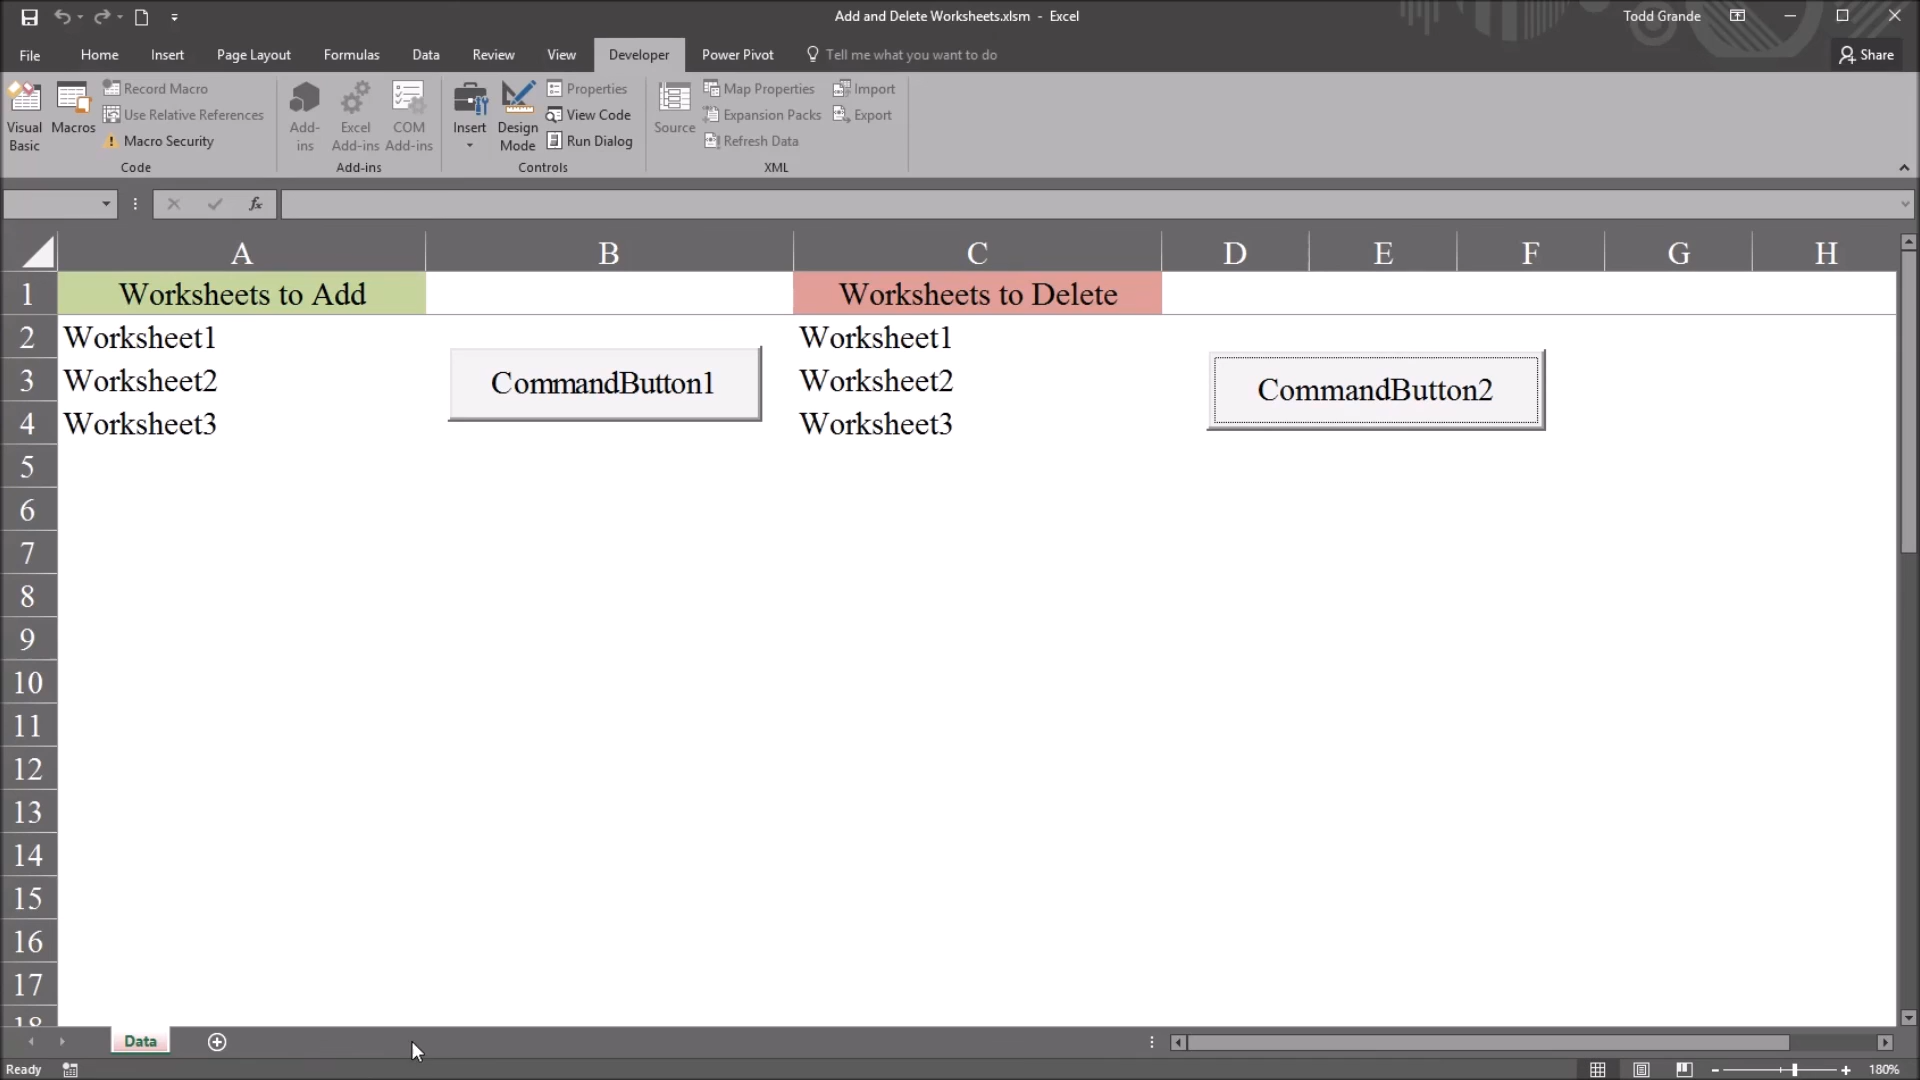 Add and Delete Worksheets.xlsm - Excel
Todd Grande
File Home Insert Page Layout Formulas Data Review View Developer Power Pivot Tell me what you want to do Share
Visual Basic
Macros
Record Macro
Use Relative References
Macro Security
Code
Add-ins
Excel Add-ins
COM Add-ins
Add-ins
Insert
Design Mode
Properties
View Code
Run Dialog
Controls
Source
Map Properties
Expansion Packs
Refresh Data
Import
Export
XML
fx
A B C D E F G H
1 Worksheets to Add Worksheets to Delete
2 Worksheet1 Worksheet1
3 Worksheet2 CommandButton1 Worksheet2 CommandButton2
4 Worksheet3 Worksheet3
5
6
7
8
9
10
11
12
13
14
15
16
17
18
Data
Ready
180%